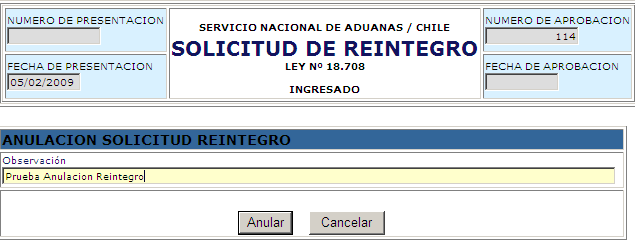 NUMERO DE PRESENTACION
SERVICIO NACIONAL DE ADUANAS / CHILE
SOLICITUD DE REINTEGRO
LEY Nº 18.708
INGRESADO
NUMERO DE APROBACION
114
FECHA DE PRESENTACION
05/02/2009
FECHA DE APROBACION
ANULACION SOLICITUD REINTEGRO
Observación
Prueba Anulacion Reintegro
Anular Cancelar